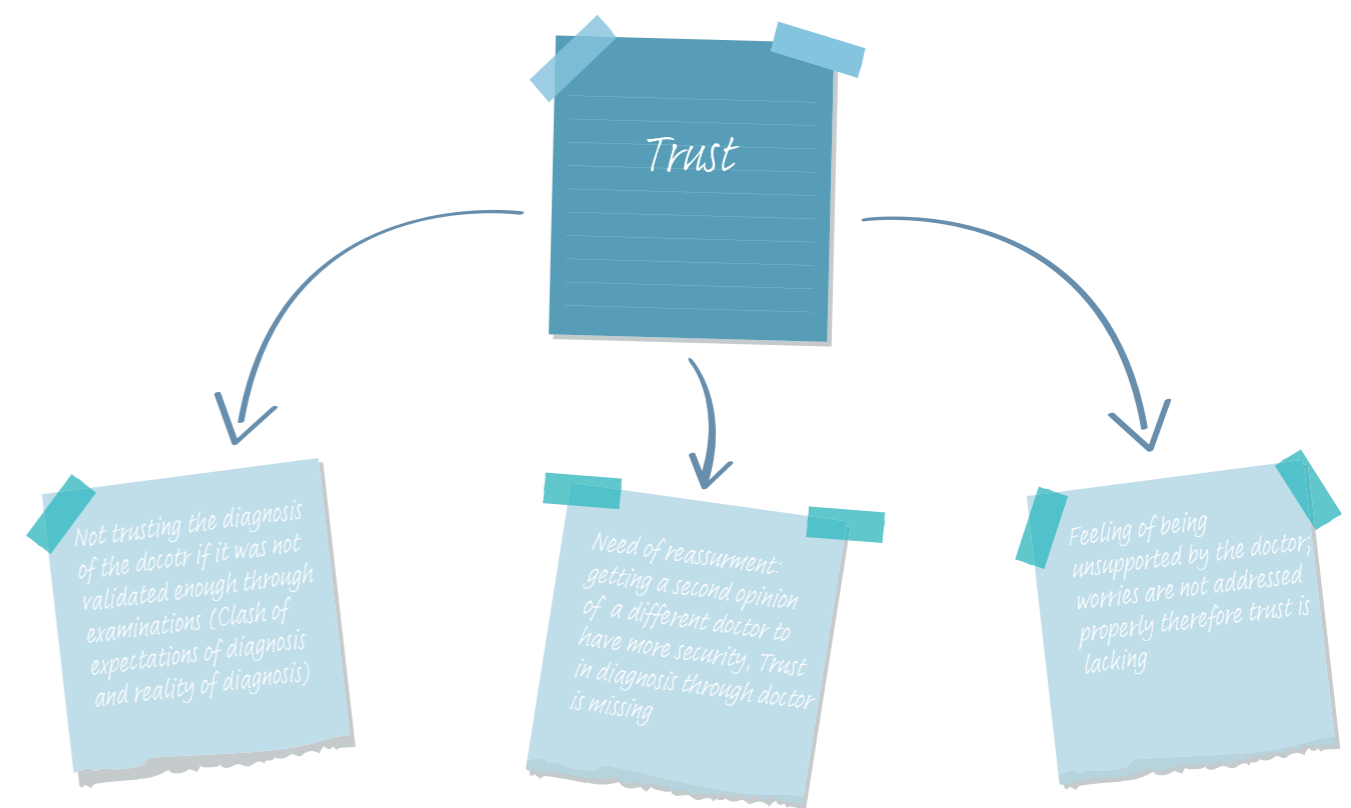 Trust
Not trusting the diagnosis
of the docotr if it was not
validated enough through
examinations (Clash of
expectations of diagnosis
and reality of diagnosis)
Need of reassurment:
getting a second opinion
of a different doctor to
have more security, Trust
in diagnosis through doctor
is missing
Feeling of being
unsupported by the doctor,
worries are not addressed
properly therefore trust is
lacking